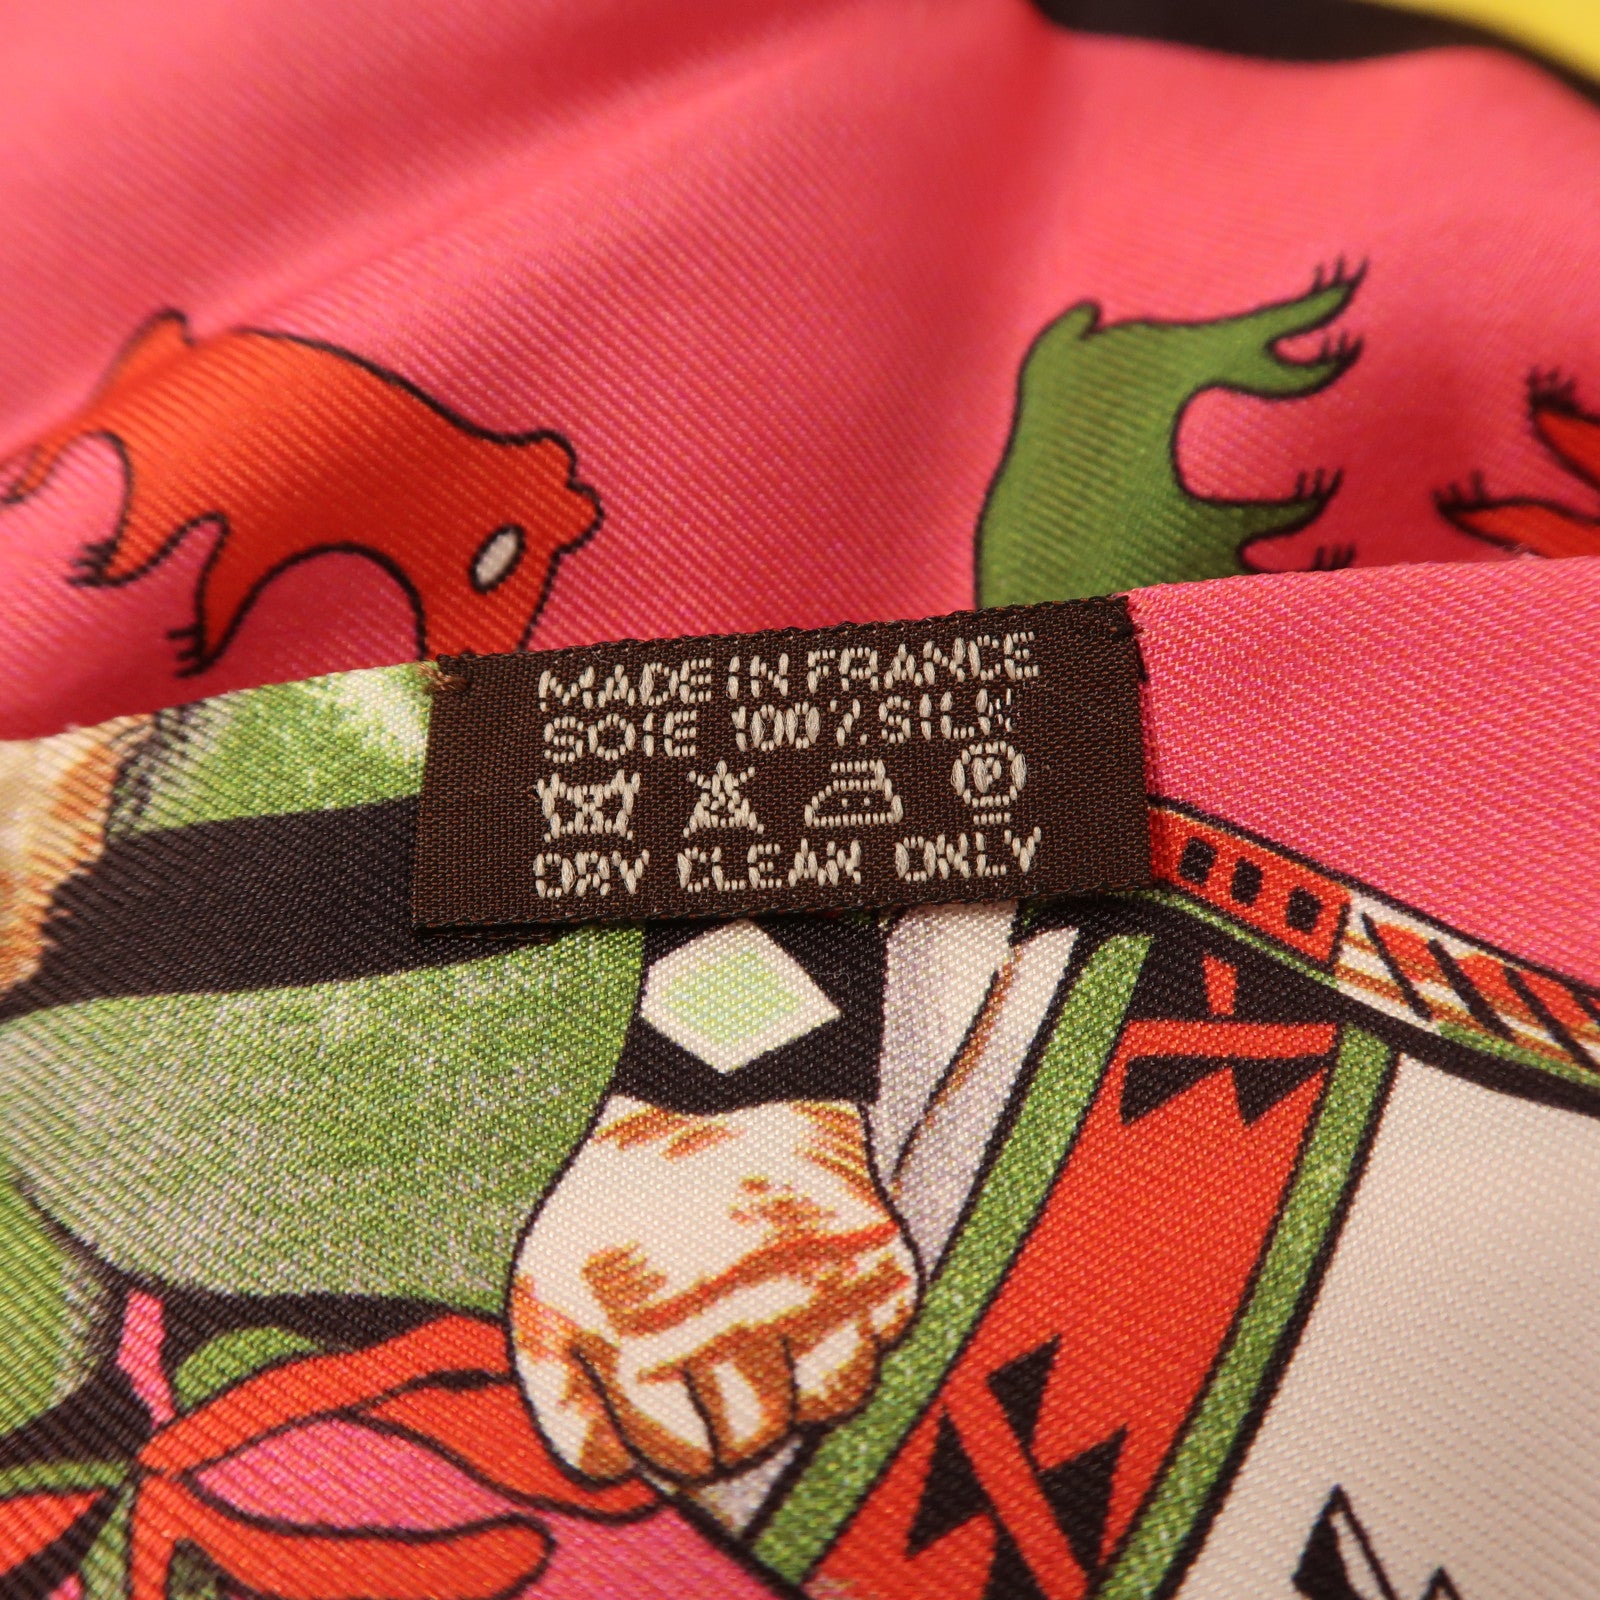 MADE IN FRANCE
SOIE 100% SILK
P
DRY CLEAN ONLY